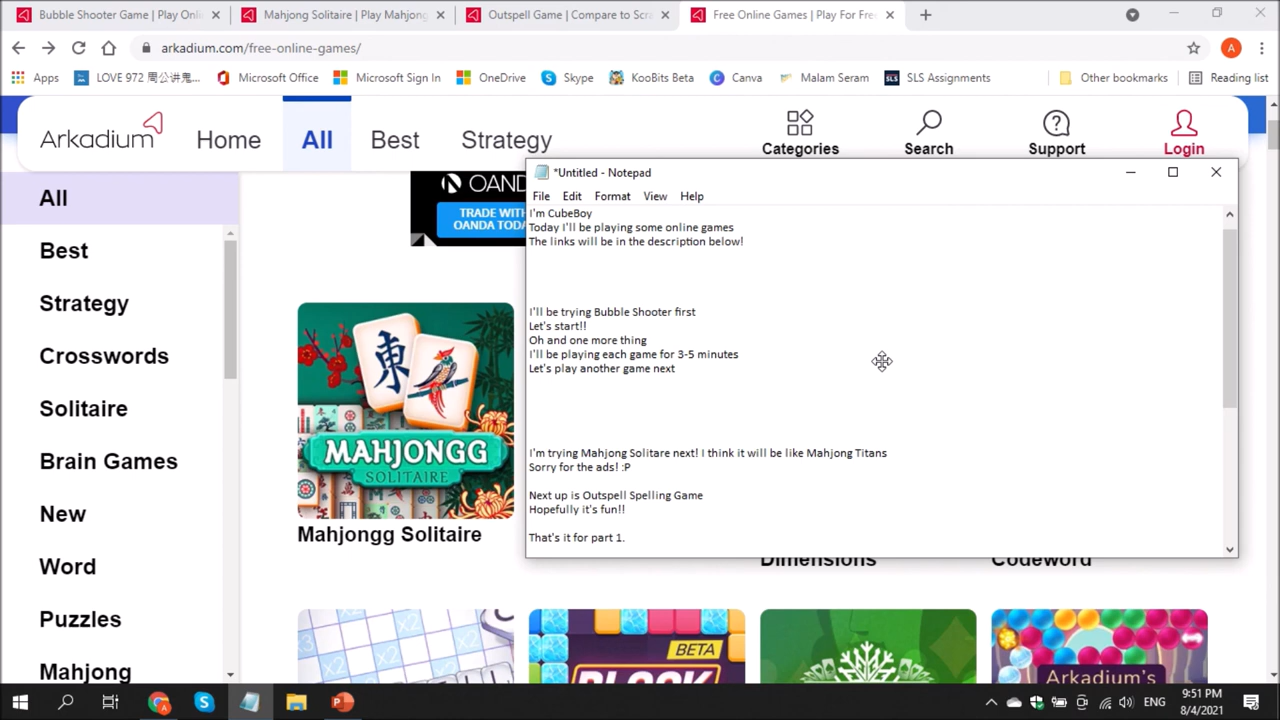 Bubble Shooter Game | Play Onli
Mahjong Solitaire | Play Mahjong
Outspell Game | Compare to Scra
Free Online Games | Play For Free
arkadium.com/free-online-games/
A
Apps
LOVE 972 周公讲鬼...
Microsoft Office
Microsoft Sign In
OneDrive
Skype
KooBits Beta
Canva
Malam Seram
SLS Assignments
Other bookmarks
Reading list
Arkadium
Home
All
Best
Strategy
Categories
Search
Support
Login
All
Best
Strategy
Crosswords
Solitaire
Brain Games
New
Word
Puzzles
Mahjong
OANDA
TRADE WITH
OANDA TODA
*Untitled - Notepad
File Edit Format View Help
I'm CubeBoy
Today I'll be playing some online games
The links will be in the description below!
I'll be trying Bubble Shooter first
Let's start!!
Oh and one more thing
I'll be playing each game for 3-5 minutes
Let's play another game next
I'm trying Mahjong Solitare next! I think it will be like Mahjong Titans
Sorry for the ads! :P
Next up is Outspell Spelling Game
Hopefully it's fun!!
That's it for part 1.
東
MAHJONGG
SOLITAIRE
Mahjongg Solitaire
Dimensions
Codeword
x2
BETA
BLOCK
Arkadium's
ENG
9:51 PM
8/4/2021